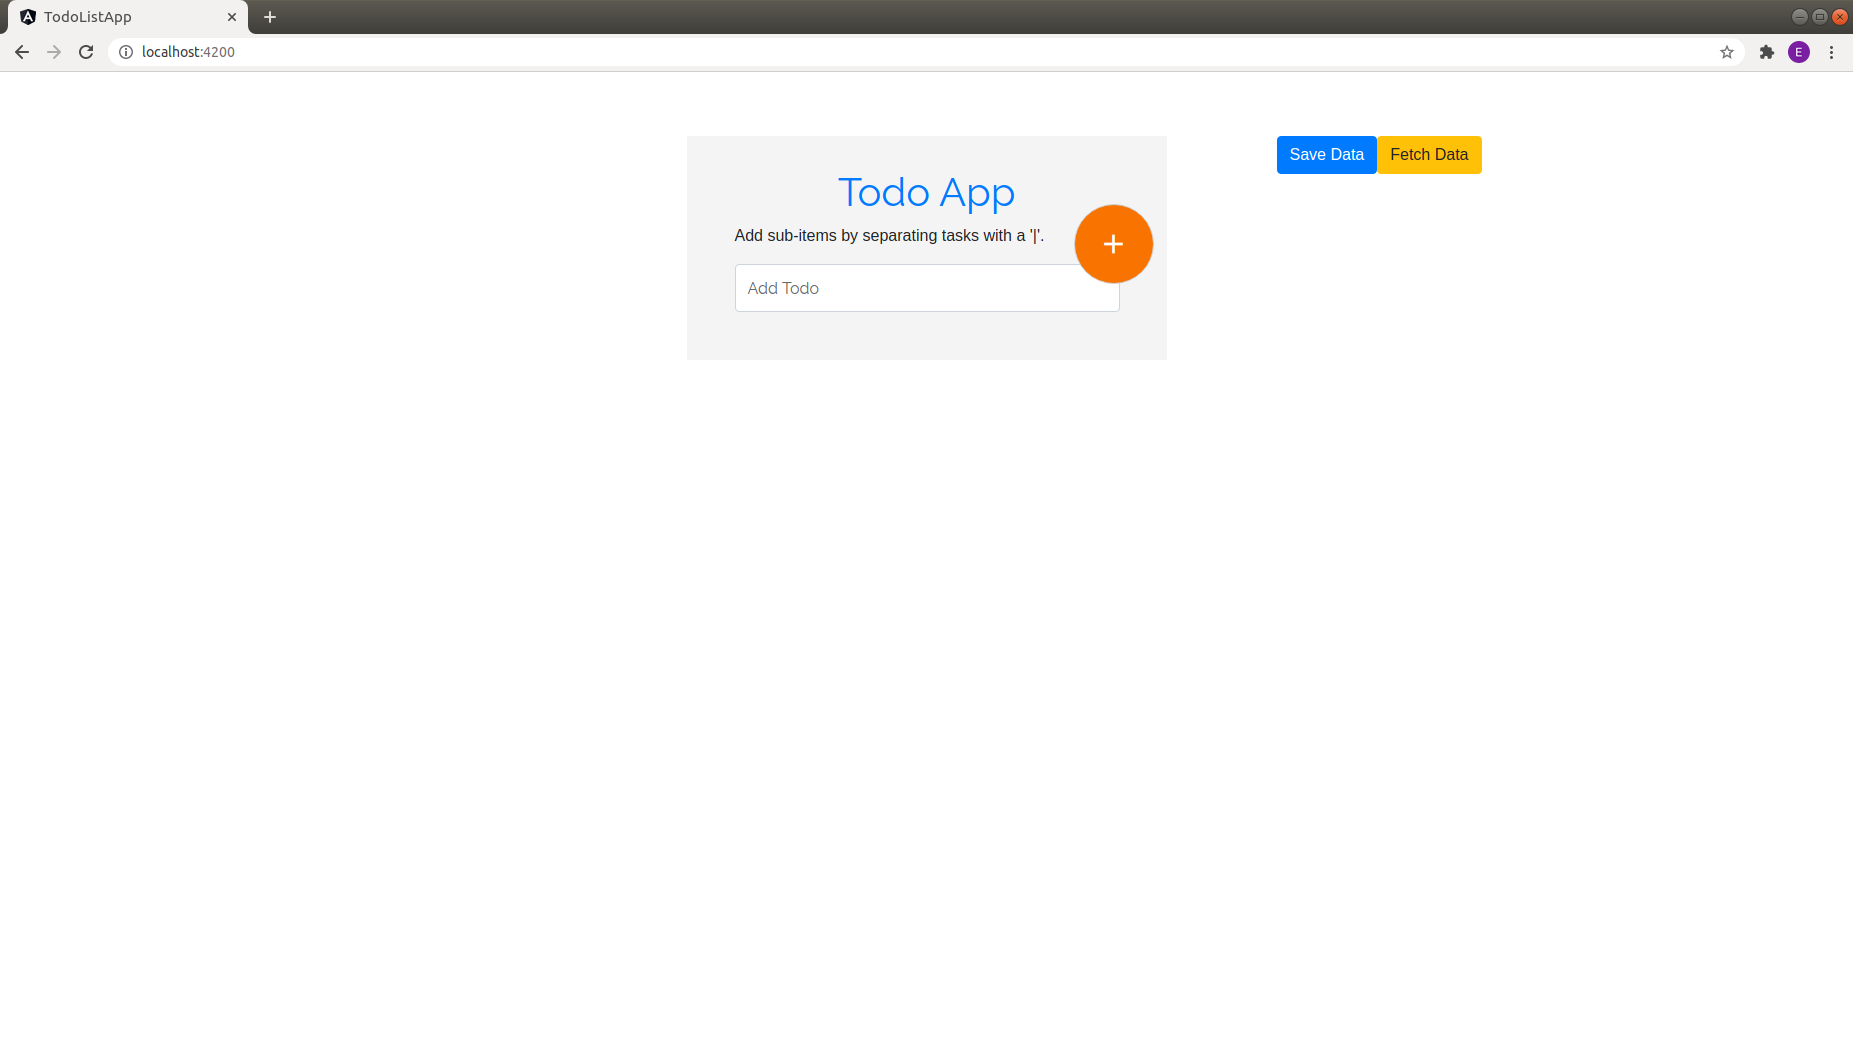 TodoListApp
localhost:4200
E
Todo App
Add sub-items by separating tasks with a '|'.
Add Todo
Save Data
Fetch Data